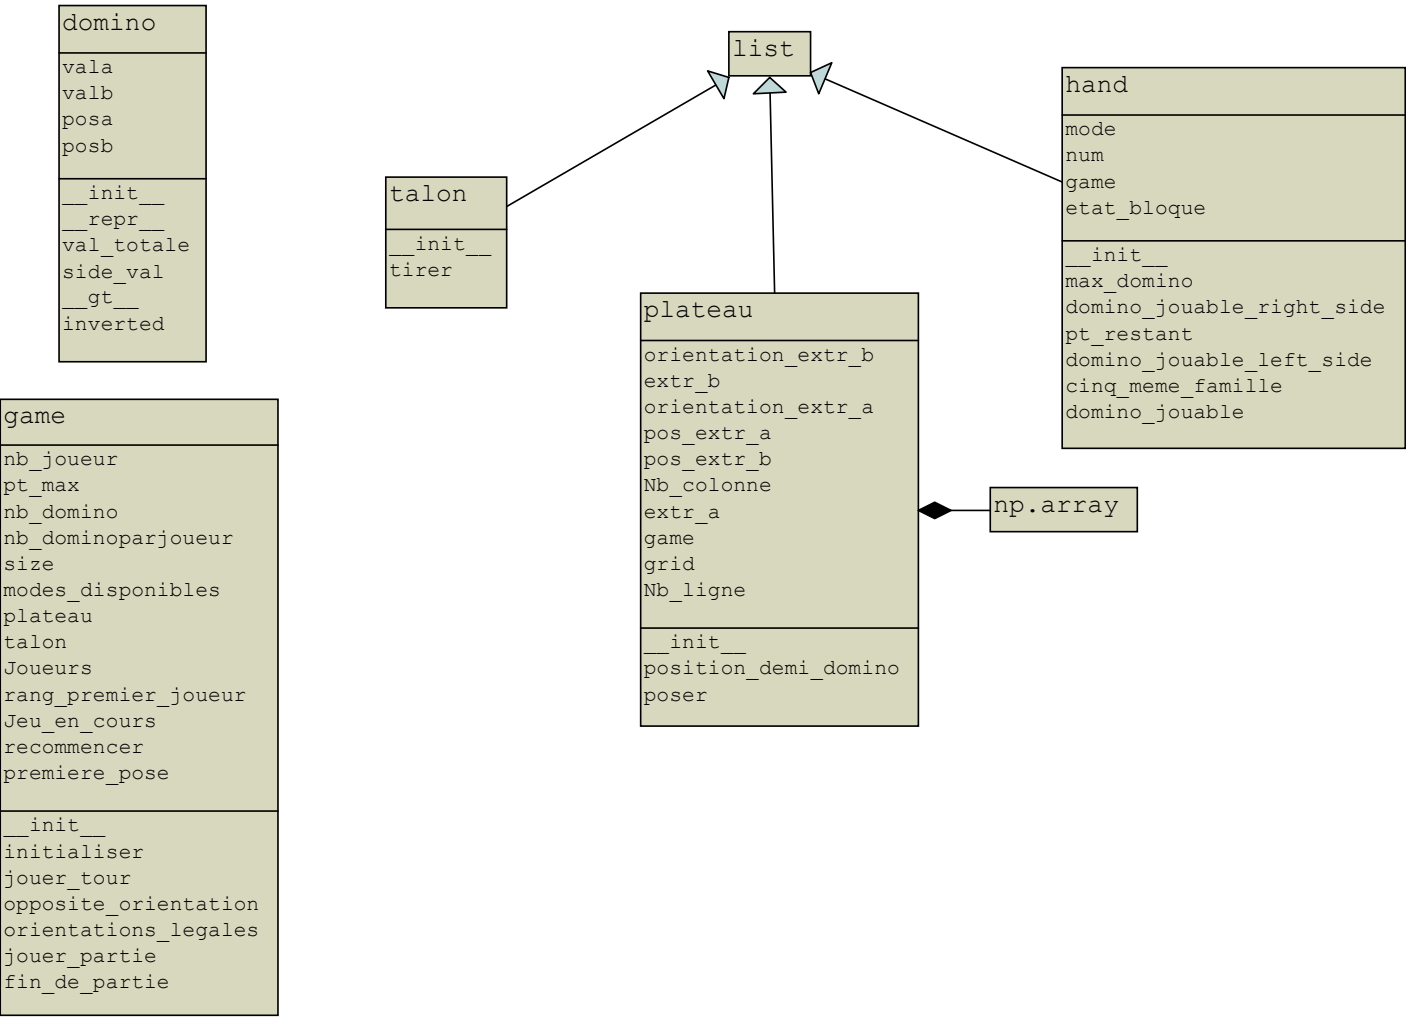 domino
vala
valb
posa
posb
__init__
__repr__
val_totale
side_val
__gt__
inverted
list
hand
mode
num
game
etat_bloque
__init__
max_domino
domino_jouable_right_side
pt_restant
domino_jouable_left_side
cinq_meme_famille
domino_jouable
talon
__init__
tirer
plateau
orientation_extr_b
extr_b
orientation_extr_a
pos_extr_a
pos_extr_b
Nb_colonne
extr_a
game
grid
Nb_ligne
__init__
position_demi_domino
poser
np.array
game
nb_joueur
pt_max
nb_domino
nb_dominoparjoueur
size
modes_disponibles
plateau
talon
Joueurs
rang_premier_joueur
Jeu_en_cours
recommencer
premiere_pose
__init__
initialiser
jouer_tour
opposite_orientation
orientations_legales
jouer_partie
fin_de_partie